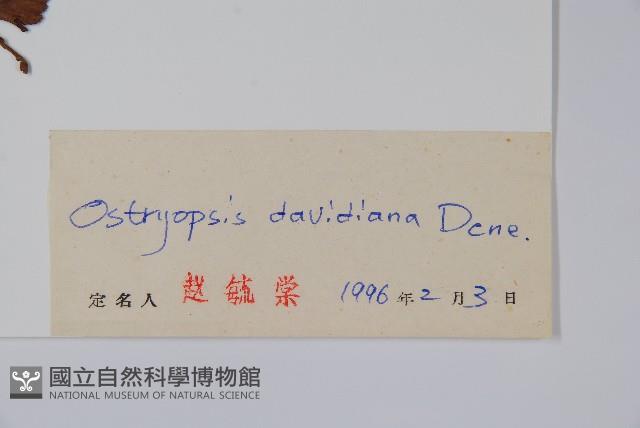 Ostryopsis davidiana Dcne.
定名人 赵毓棠 1996年2月3日
國立自然科學博物館
NATIONAL MUSEUM OF NATURAL SCIENCE